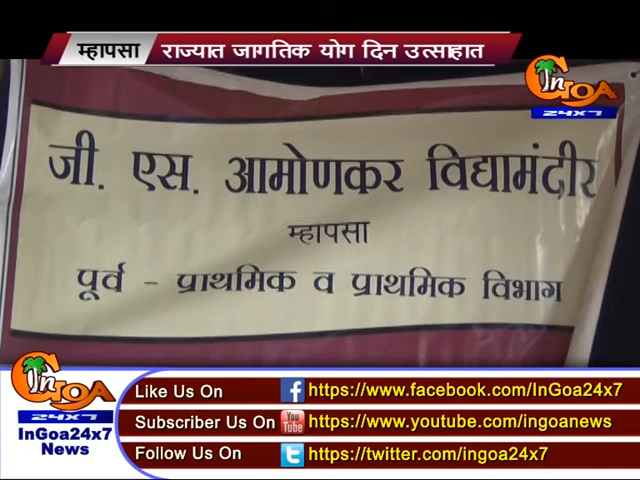 म्हापसा राज्यात जागतिक योग दिन उत्साहात
InGOA
24X7
जी. एस. आमोणकर विद्यामंदीर
म्हापसा
पूर्व - प्राथमिक व प्राथमिक विभाग
InGOA
24X7
InGoa24x7
News
Like Us On f https://www.facebook.com/InGoa24x7
Subscriber Us On You Tube https://www.youtube.com/ingoanews
Follow Us On https://twitter.com/ingoa24x7